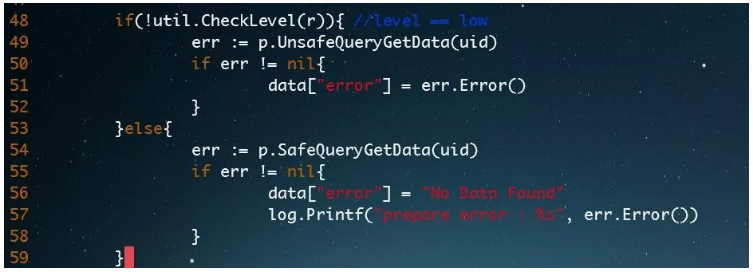 48 if(!util.CheckLevel(r)){ //level == low
49 err := p.UnsafeQueryGetData(uid)
50 if err != nil{
51 data["error"] = err.Error()
52 }
53 }else{
54 err := p.SafeQueryGetData(uid)
55 if err != nil{
56 data["error"] = "No Data Found"
57 log.Printf("prepare error : %s", err.Error())
58 }
59 }